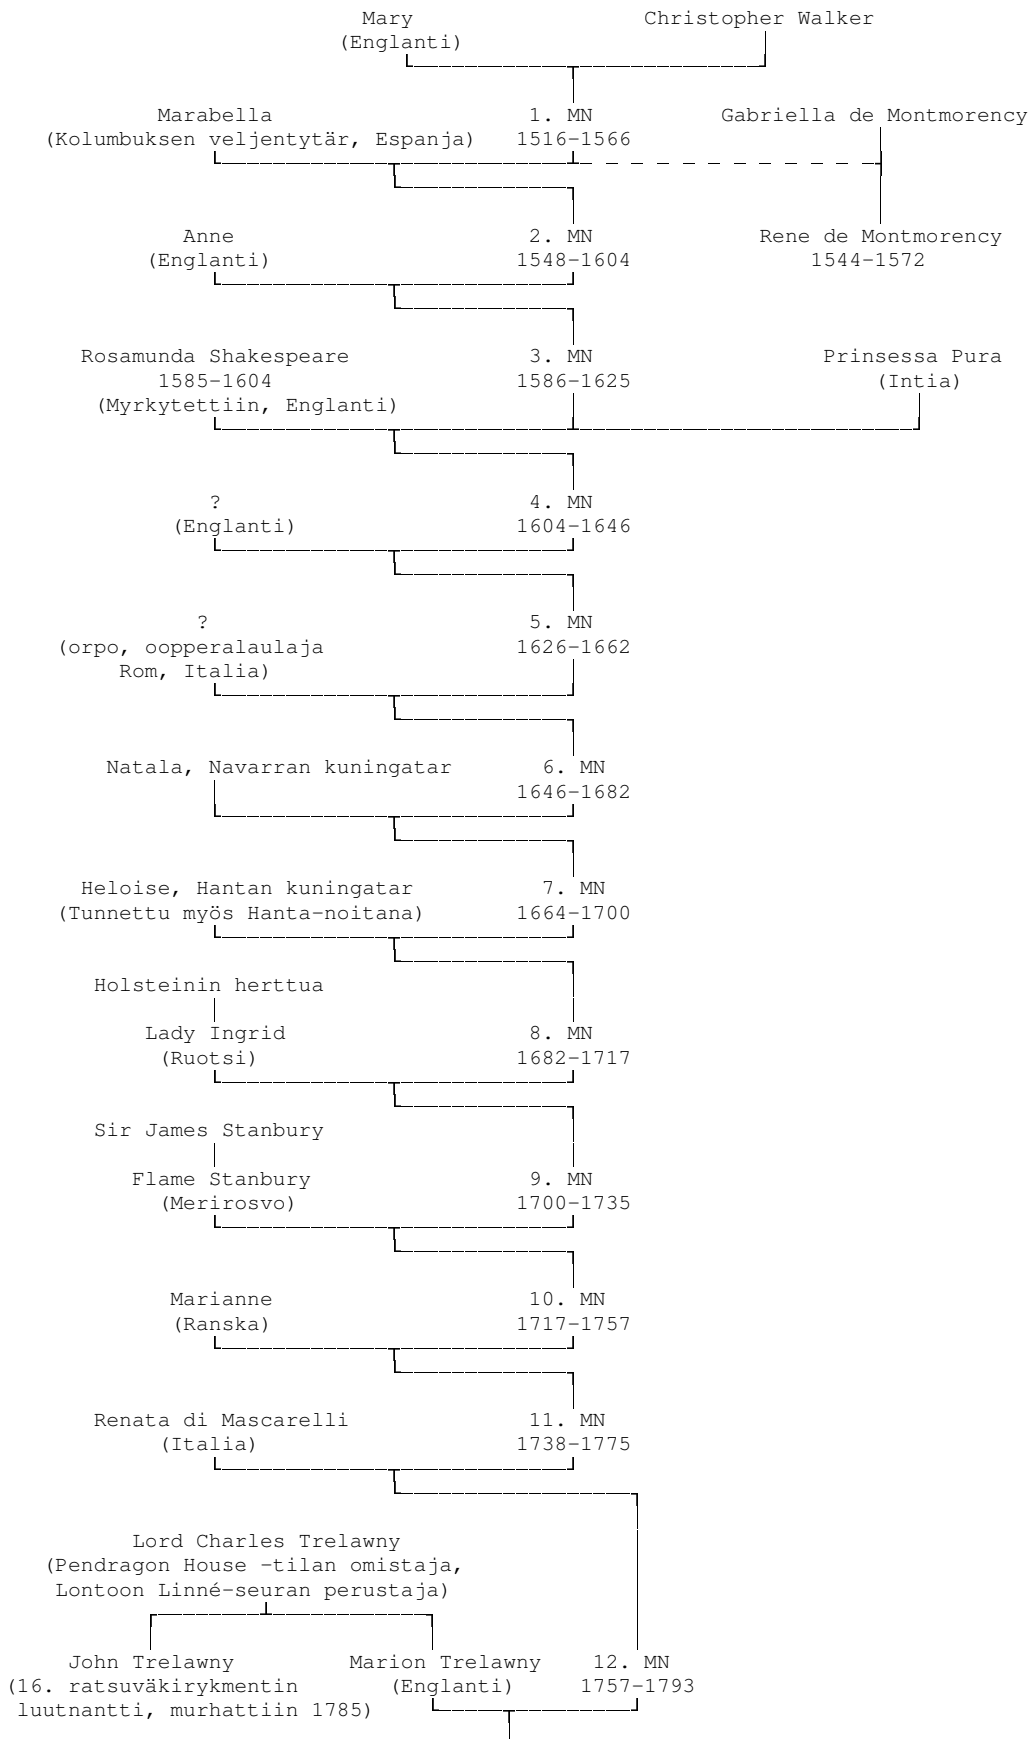 Mary Christopher Walker
(Englanti)
Marabella 1. MN Gabriella de Montmorency
(Kolumbuksen veljentytär, Espanja) 1516-1566
Anne 2. MN Rene de Montmorency
(Englanti) 1548-1604 1544-1572
Rosamunda Shakespeare 3. MN Prinsessa Pura
1585-1604 1586-1625 (Intia)
(Myrkytettiin, Englanti)
? 4. MN
(Englanti) 1604-1646
? 5. MN
(orpo, oopperalaulaja 1626-1662
Rom, Italia)
Natala, Navarran kuningatar 6. MN
1646-1682
Heloise, Hantan kuningatar 7. MN
(Tunnettu myös Hanta-noitana) 1664-1700
Holsteinin herttua
Lady Ingrid 8. MN
(Ruotsi) 1682-1717
Sir James Stanbury
Flame Stanbury 9. MN
(Merirosvo) 1700-1735
Marianne 10. MN
(Ranska) 1717-1757
Renata di Mascarelli 11. MN
(Italia) 1738-1775
Lord Charles Trelawny
(Pendragon House -tilan omistaja,
Lontoon Linné-seuran perustaja)
John Trelawny Marion Trelawny 12. MN
(16. ratsuväkirykmentin (Englanti) 1757-1793
luutnantti, murhattiin 1785)